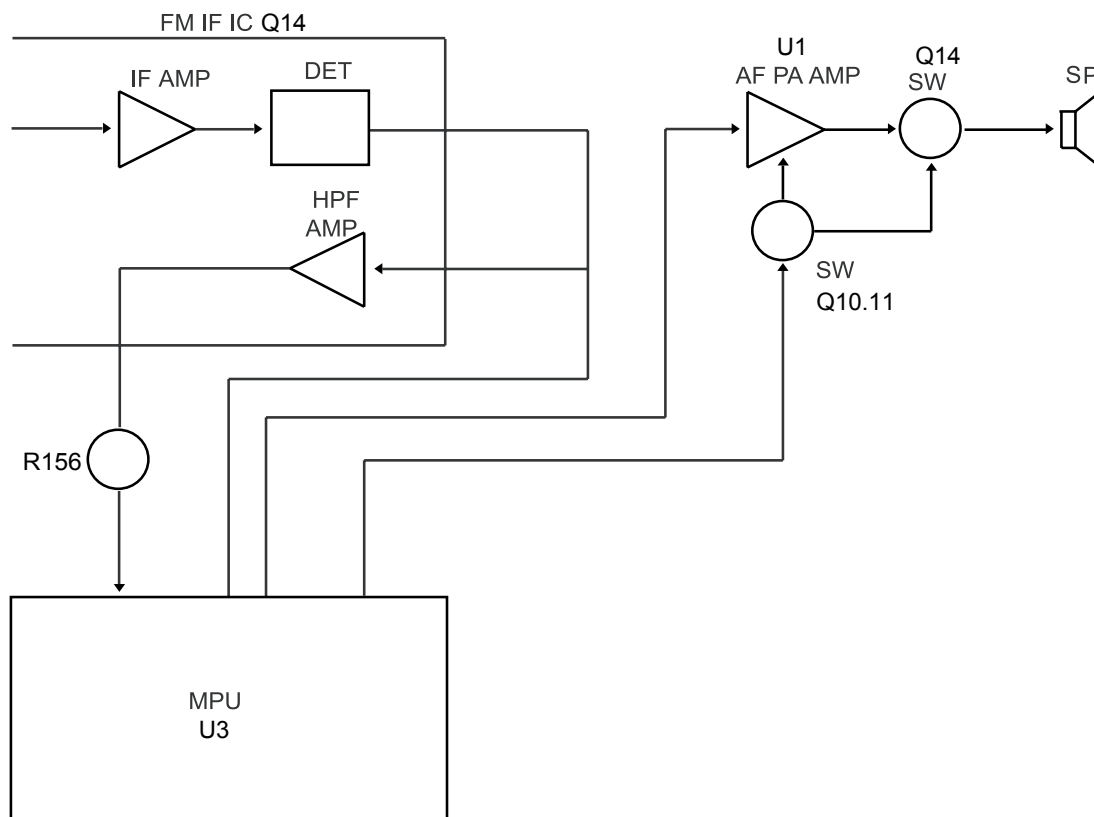 FM IF IC Q14
IF AMP
DET
HPF
AMP
R156
MPU
U3
U1
AF PA AMP
Q14
SW
SP
SW
Q10.11